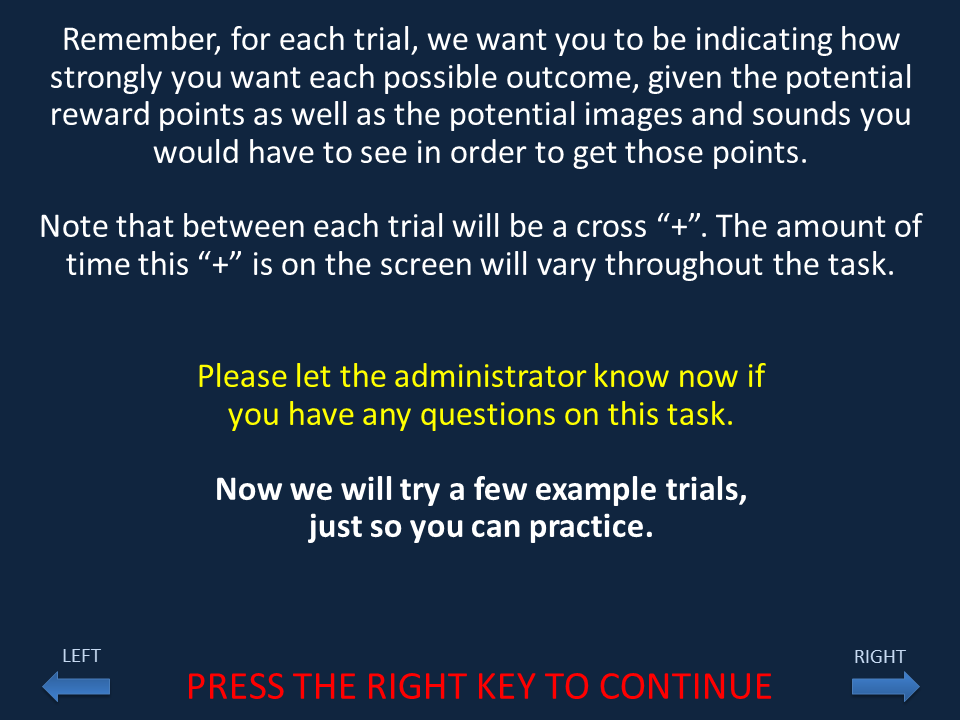 Remember, for each trial, we want you to be indicating how
strongly you want each possible outcome, given the potential
reward points as well as the potential images and sounds you
would have to see in order to get those points.
Note that between each trial will be a cross “+”. The amount of
time this “+” is on the screen will vary throughout the task.
Please let the administrator know now if
you have any questions on this task.
Now we will try a few example trials,
just so you can practice.
LEFT
RIGHT
PRESS THE RIGHT KEY TO CONTINUE